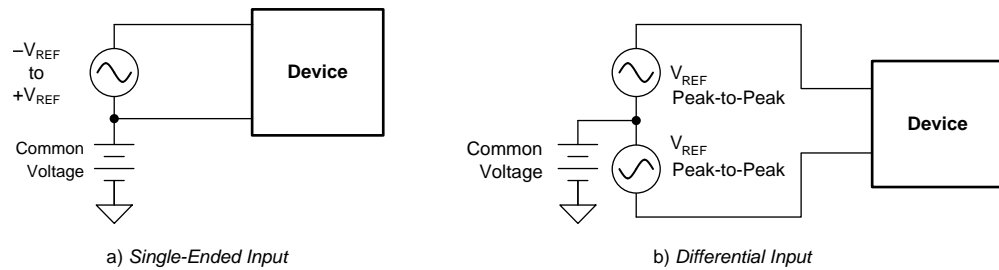 –V_REF
to
+V_REF
Device
Common
Voltage
a) Single-Ended Input
V_REF
Peak-to-Peak
Common
Voltage
V_REF
Peak-to-Peak
Device
b) Differential Input